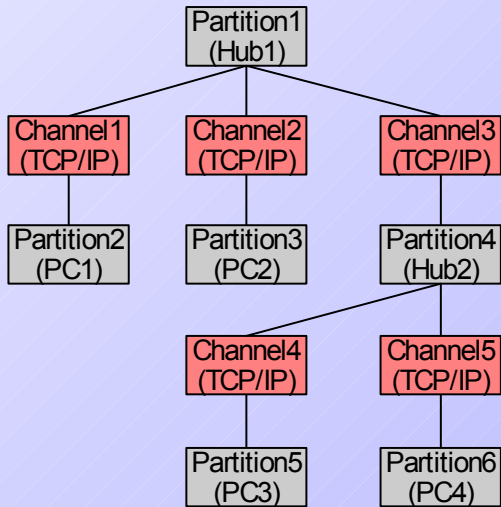 Partition1
(Hub1)
Channel1
(TCP/IP)
Channel2
(TCP/IP)
Channel3
(TCP/IP)
Partition2
(PC1)
Partition3
(PC2)
Partition4
(Hub2)
Channel4
(TCP/IP)
Channel5
(TCP/IP)
Partition5
(PC3)
Partition6
(PC4)